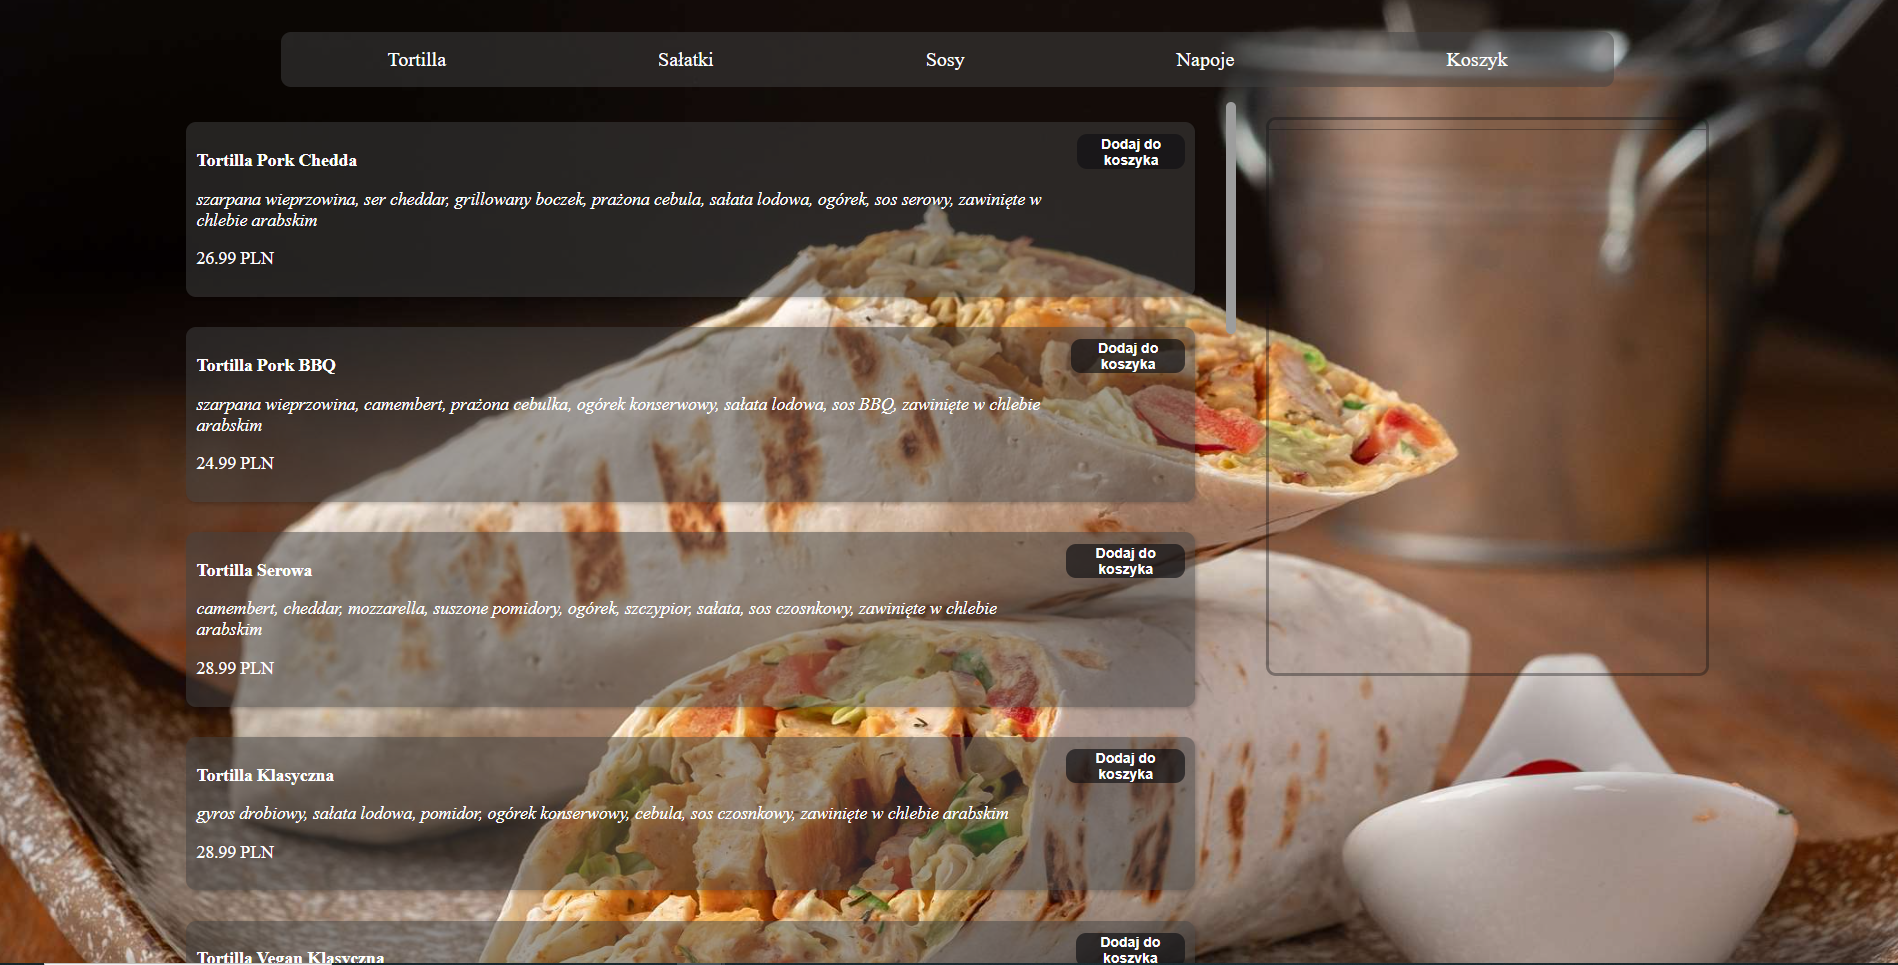 Tortilla Sałatki Sosy Napoje Koszyk
Tortilla Pork Chedda
Dodaj do
koszyka
szarpana wieprzowina, ser cheddar, grillowany boczek, prażona cebula, sałata lodowa, ogórek, sos serowy, zawinięte w
chlebie arabskim
26.99 PLN
Tortilla Pork BBQ
Dodaj do
koszyka
szarpana wieprzowina, camembert, prażona cebulka, ogórek konserwowy, sałata lodowa, sos BBQ, zawinięte w chlebie
arabskim
24.99 PLN
Tortilla Serowa
Dodaj do
koszyka
camembert, cheddar, mozzarella, suszone pomidory, ogórek, szczypior, sałata, sos czosnkowy, zawinięte w chlebie
arabskim
28.99 PLN
Tortilla Klasyczna
Dodaj do
koszyka
gyros drobiowy, sałata lodowa, pomidor, ogórek konserwowy, cebula, sos czosnkowy, zawinięte w chlebie arabskim
28.99 PLN
Tortilla Vegan Klasyczna
Dodaj do
koszyka